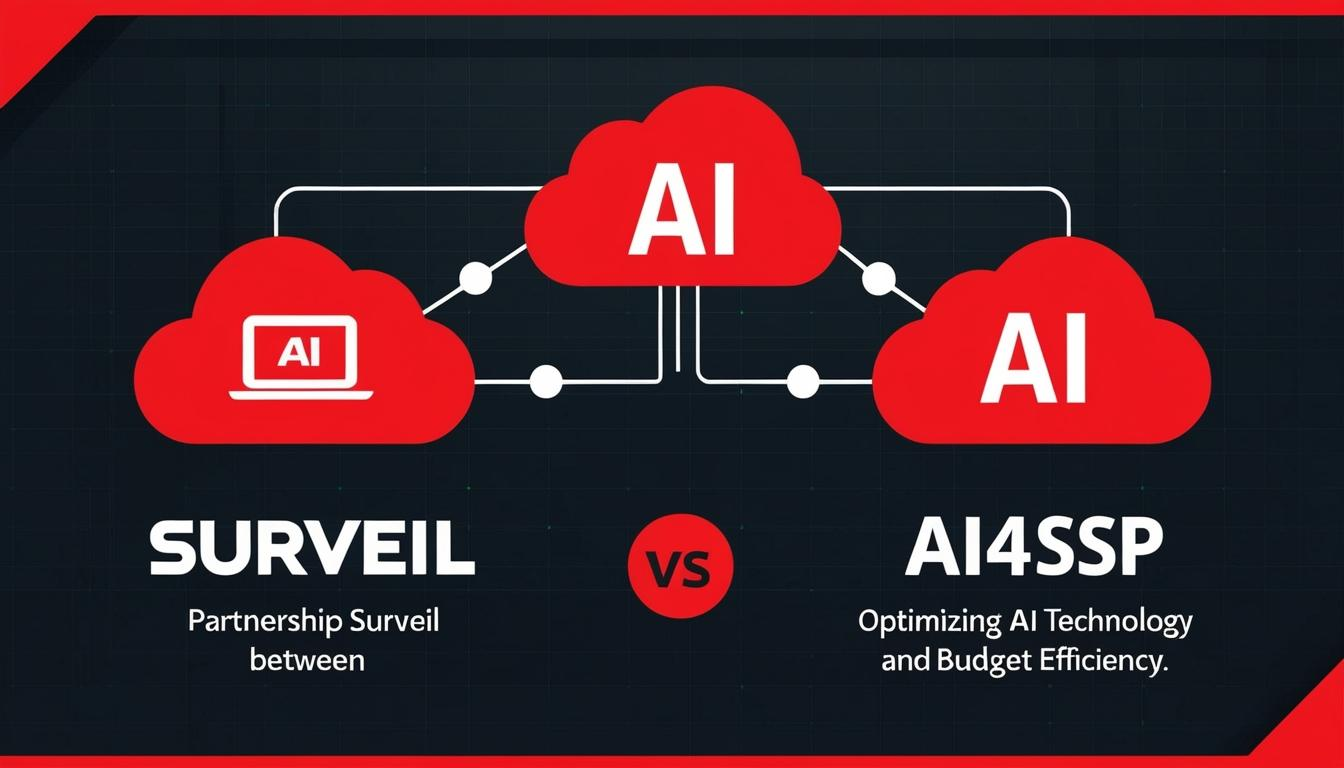 AI
AI
AI
SURVEIL
VS
AI4SSP
Partnership Surveil
between
Optimizing AI Technology
and Budget Efficiency.